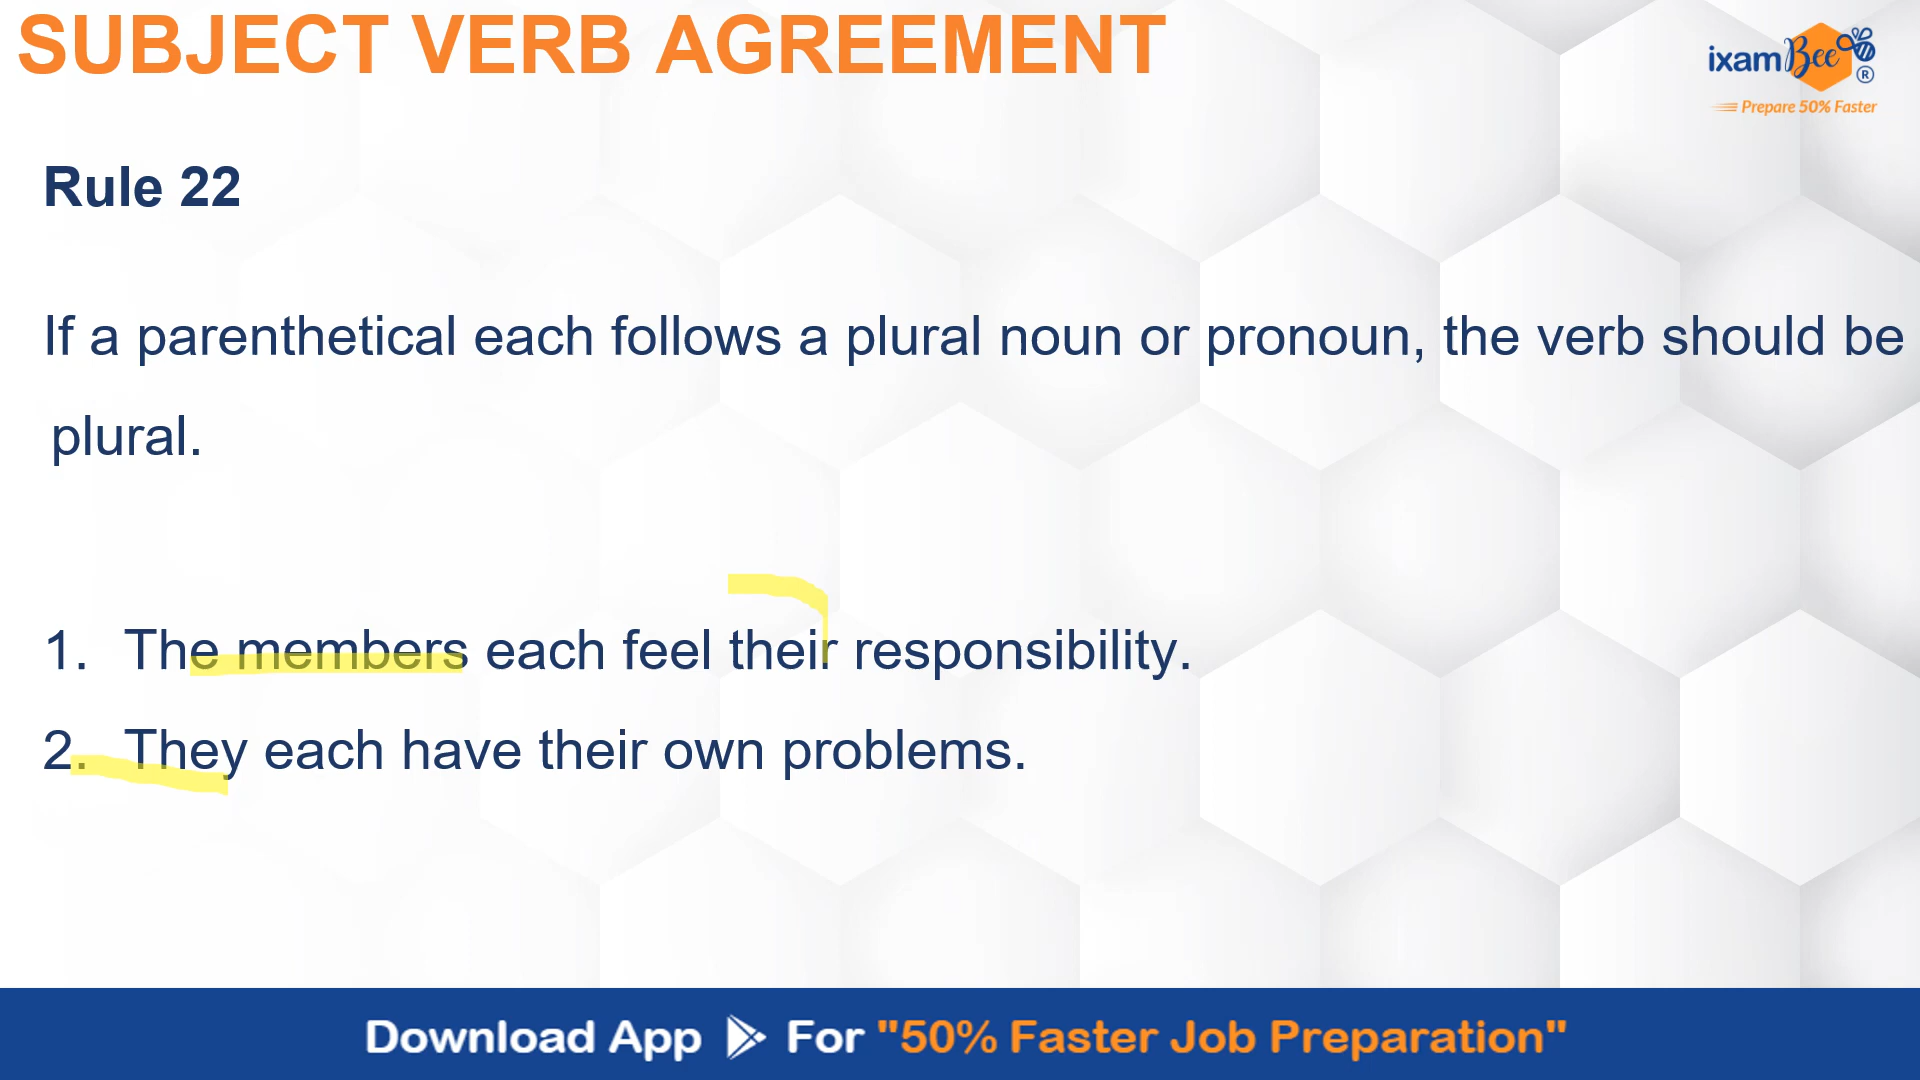 SUBJECT VERB AGREEMENT
ixamBee®
Prepare 50% Faster
Rule 22
If a parenthetical each follows a plural noun or pronoun, the verb should be
plural.
1. The members each feel their responsibility.
2. They each have their own problems.
Download App For "50% Faster Job Preparation"